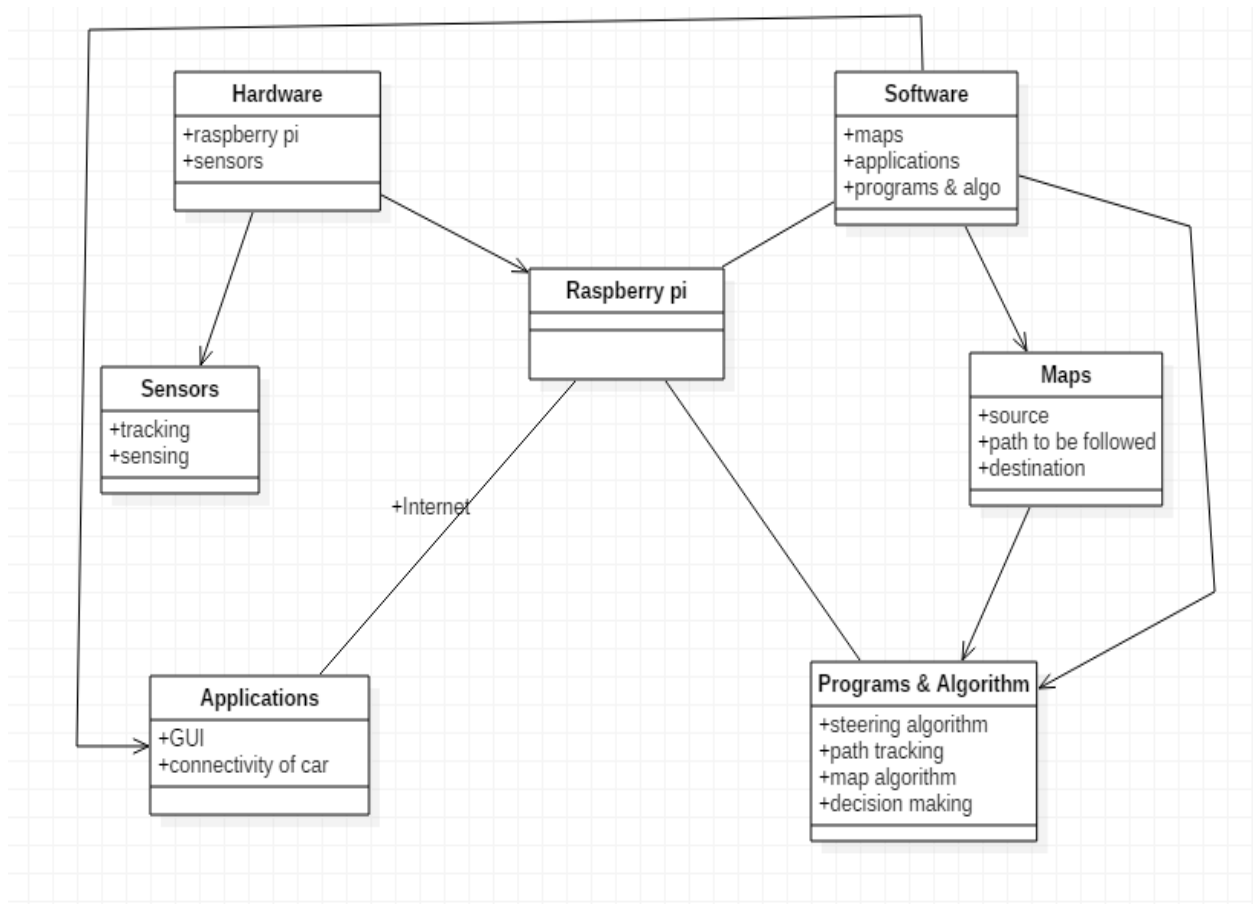 Hardware
+raspberry pi
+sensors
Software
+maps
+applications
+programs & algo
Raspberry pi
Sensors
+tracking
+sensing
Maps
+source
+path to be followed
+destination
+Internet
Applications
+GUI
+connectivity of car
Programs & Algorithm
+steering algorithm
+path tracking
+map algorithm
+decision making